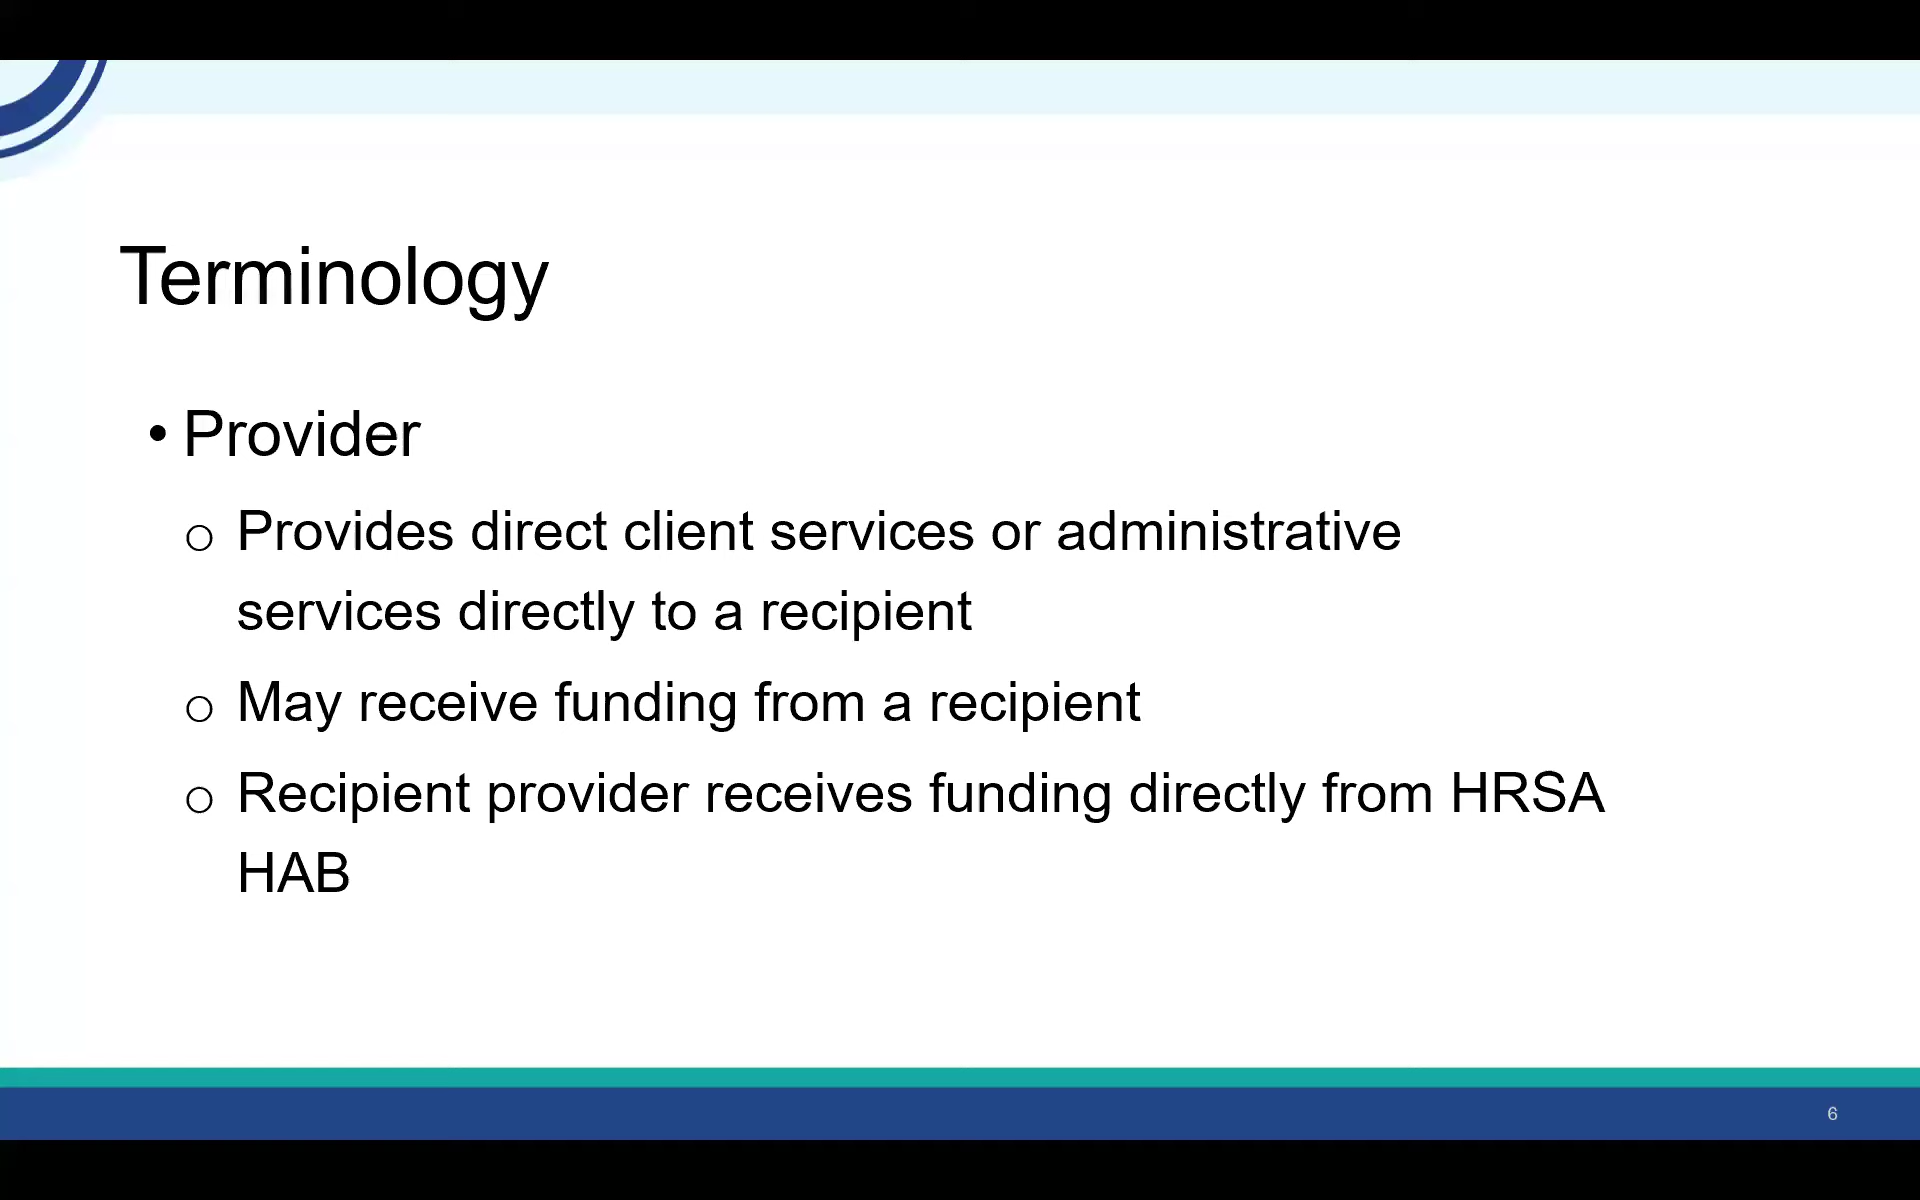 Terminology
• Provider
o Provides direct client services or administrative
services directly to a recipient
o May receive funding from a recipient
o Recipient provider receives funding directly from HRSA
HAB
6